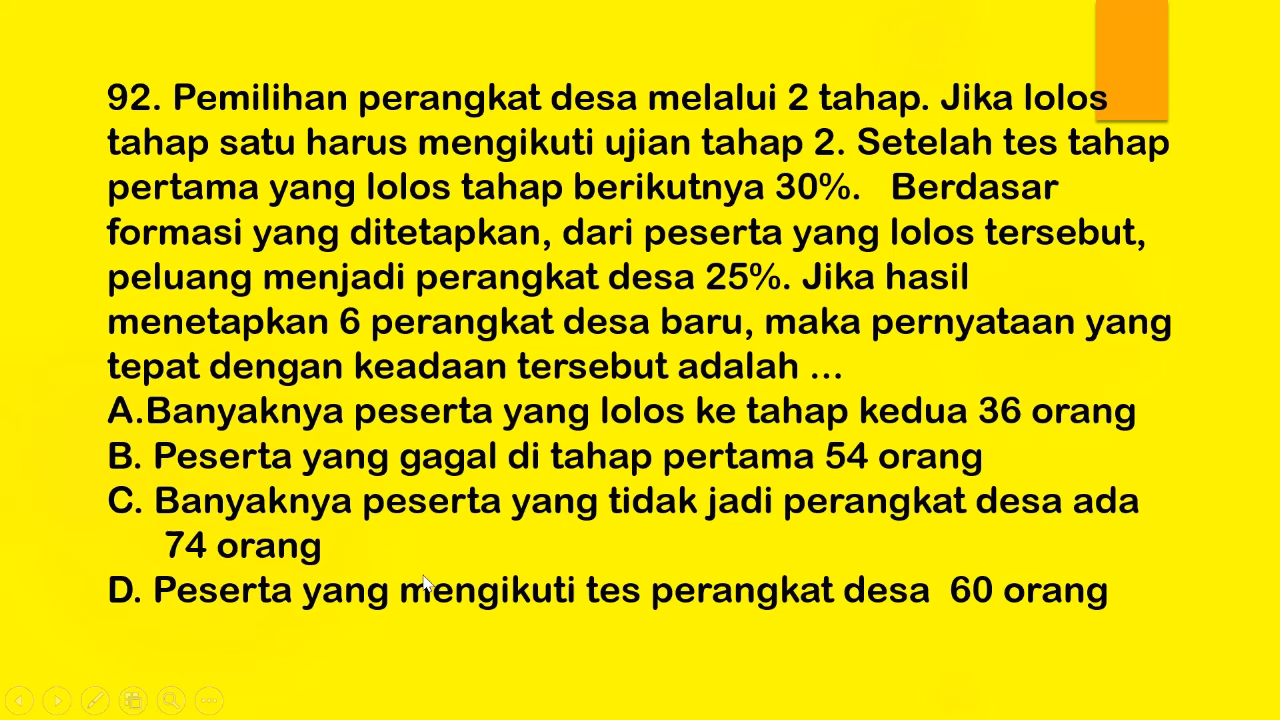 92. Pemilihan perangkat desa melalui 2 tahap. Jika lolos
tahap satu harus mengikuti ujian tahap 2. Setelah tes tahap
pertama yang lolos tahap berikutnya 30%. Berdasar
formasi yang ditetapkan, dari peserta yang lolos tersebut,
peluang menjadi perangkat desa 25%. Jika hasil
menetapkan 6 perangkat desa baru, maka pernyataan yang
tepat dengan keadaan tersebut adalah ...
A.Banyaknya peserta yang lolos ke tahap kedua 36 orang
B. Peserta yang gagal di tahap pertama 54 orang
C. Banyaknya peserta yang tidak jadi perangkat desa ada
74 orang
D. Peserta yang mengikuti tes perangkat desa 60 orang